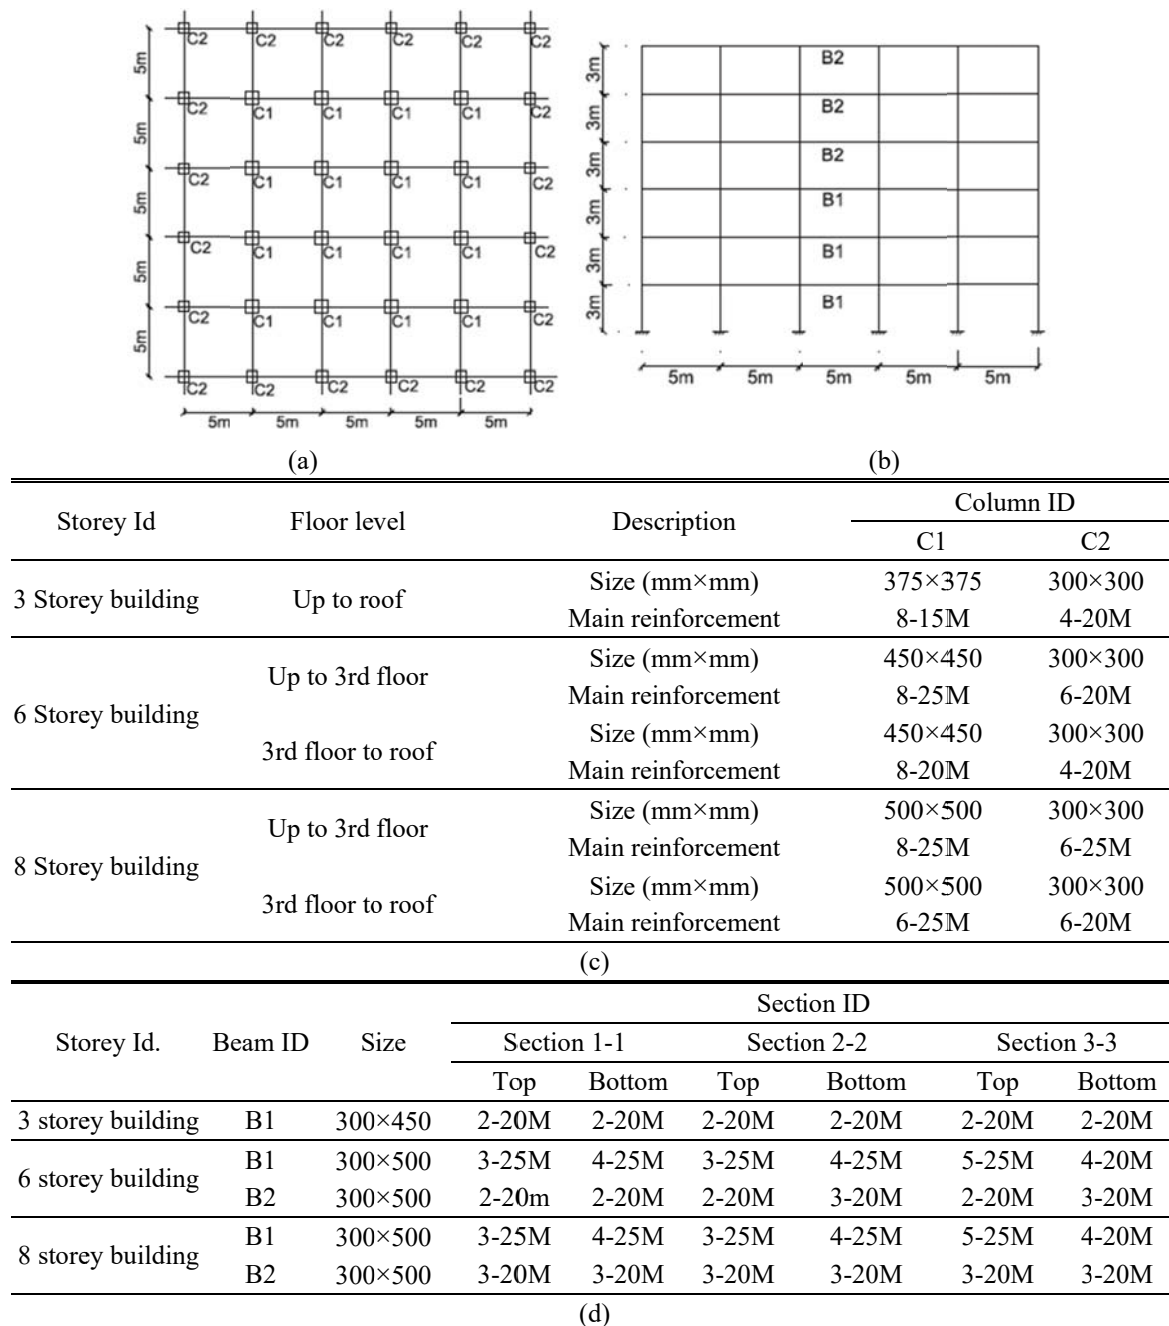 C2 C2 C2 C2 C2 C2
5m
C2 C1 C1 C1 C1 C2
5m
C2 C1 C1 C1 C1 C2
5m
C2 C1 C1 C1 C1 C2
5m
C2 C1 C1 C1 C1 C2
5m
C2 C2 C2 C2 C2 C2
5m 5m 5m 5m 5m
(a)
3m B2
3m B2
3m B2
3m B1
3m B1
3m B1
5m 5m 5m 5m 5m
(b)
Storey Id Floor level Description Column ID
C1 C2
3 Storey building Up to roof Size (mm×mm) 375×375 300×300
Main reinforcement 8-15M 4-20M
6 Storey building Up to 3rd floor Size (mm×mm) 450×450 300×300
Main reinforcement 8-25M 6-20M
3rd floor to roof Size (mm×mm) 450×450 300×300
Main reinforcement 8-20M 4-20M
8 Storey building Up to 3rd floor Size (mm×mm) 500×500 300×300
Main reinforcement 8-25M 6-25M
3rd floor to roof Size (mm×mm) 500×500 300×300
Main reinforcement 6-25M 6-20M
(c)
Storey Id. Beam ID Size Section ID
Section 1-1 Section 2-2 Section 3-3
Top Bottom Top Bottom Top Bottom
3 storey building B1 300×450 2-20M 2-20M 2-20M 2-20M 2-20M 2-20M
6 storey building B1 300×500 3-25M 4-25M 3-25M 4-25M 5-25M 4-20M
B2 300×500 2-20m 2-20M 2-20M 3-20M 2-20M 3-20M
8 storey building B1 300×500 3-25M 4-25M 3-25M 4-25M 5-25M 4-20M
B2 300×500 3-20M 3-20M 3-20M 3-20M 3-20M 3-20M
(d)